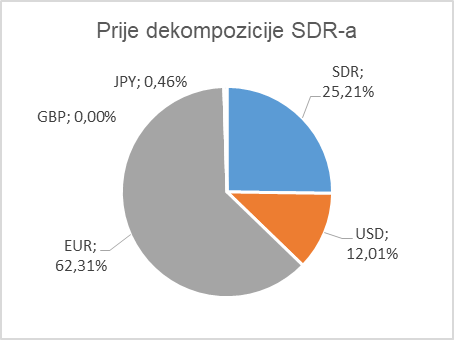 Prije dekompozicije SDR-a
SDR;
25,21%
JPY; 0,46%
GBP; 0,00%
EUR;
62,31%
USD;
12,01%